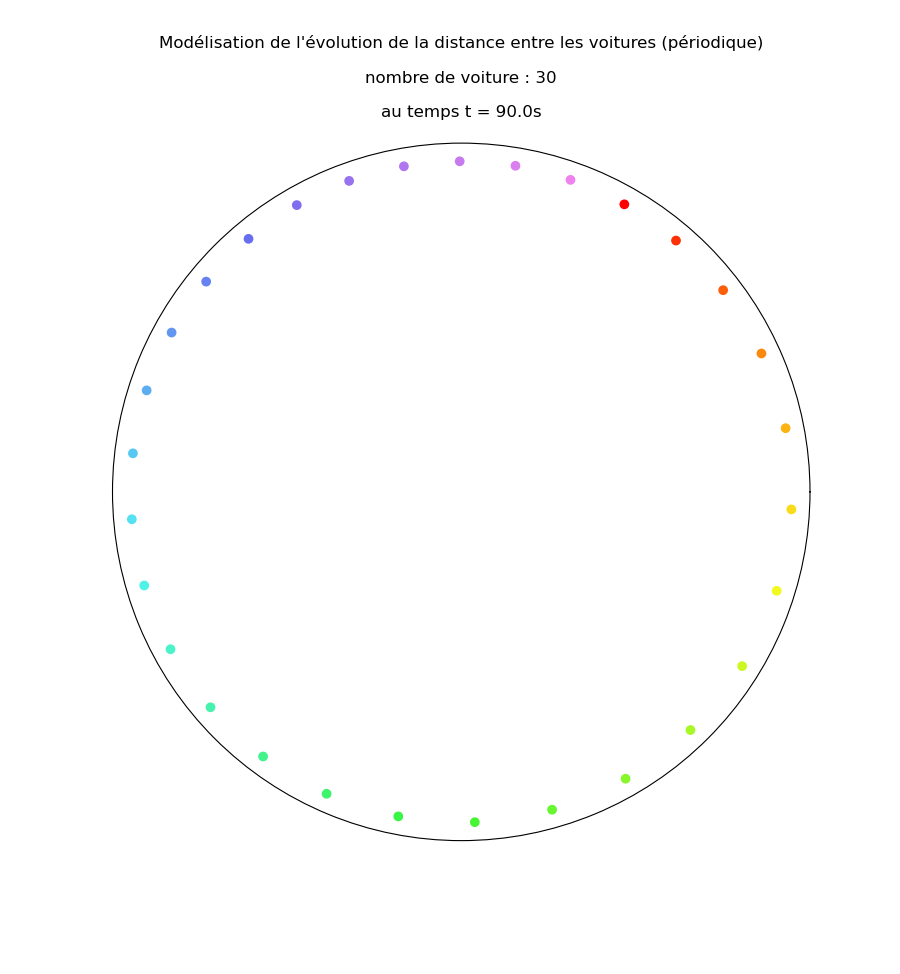 Modélisation de l'évolution de la distance entre les voitures (périodique)
nombre de voiture : 30
au temps t = 90.0s